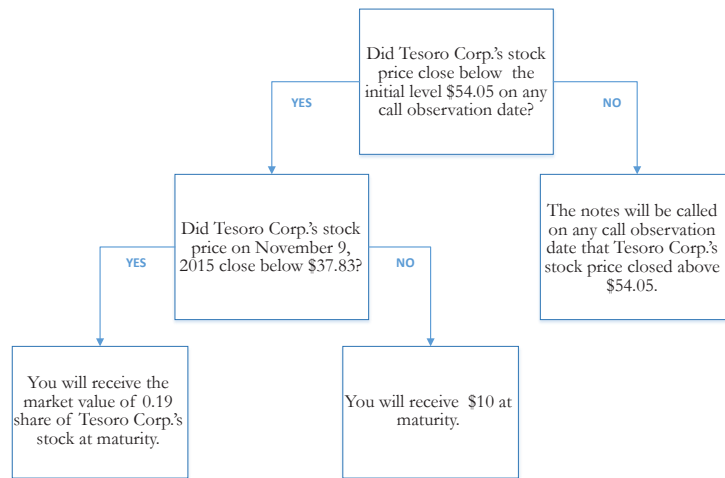 Did Tesoro Corp.'s stock
price close below the
initial level $54.05 on any
call observation date?
YES
NO
Did Tesoro Corp.'s stock
price on November 9,
2015 close below $37.83?
The notes will be called
on any call observation
date that Tesoro Corp.'s
stock price closed above
$54.05.
YES
NO
You will receive the
market value of 0.19
share of Tesoro Corp.'s
stock at maturity.
You will receive $10 at
maturity.